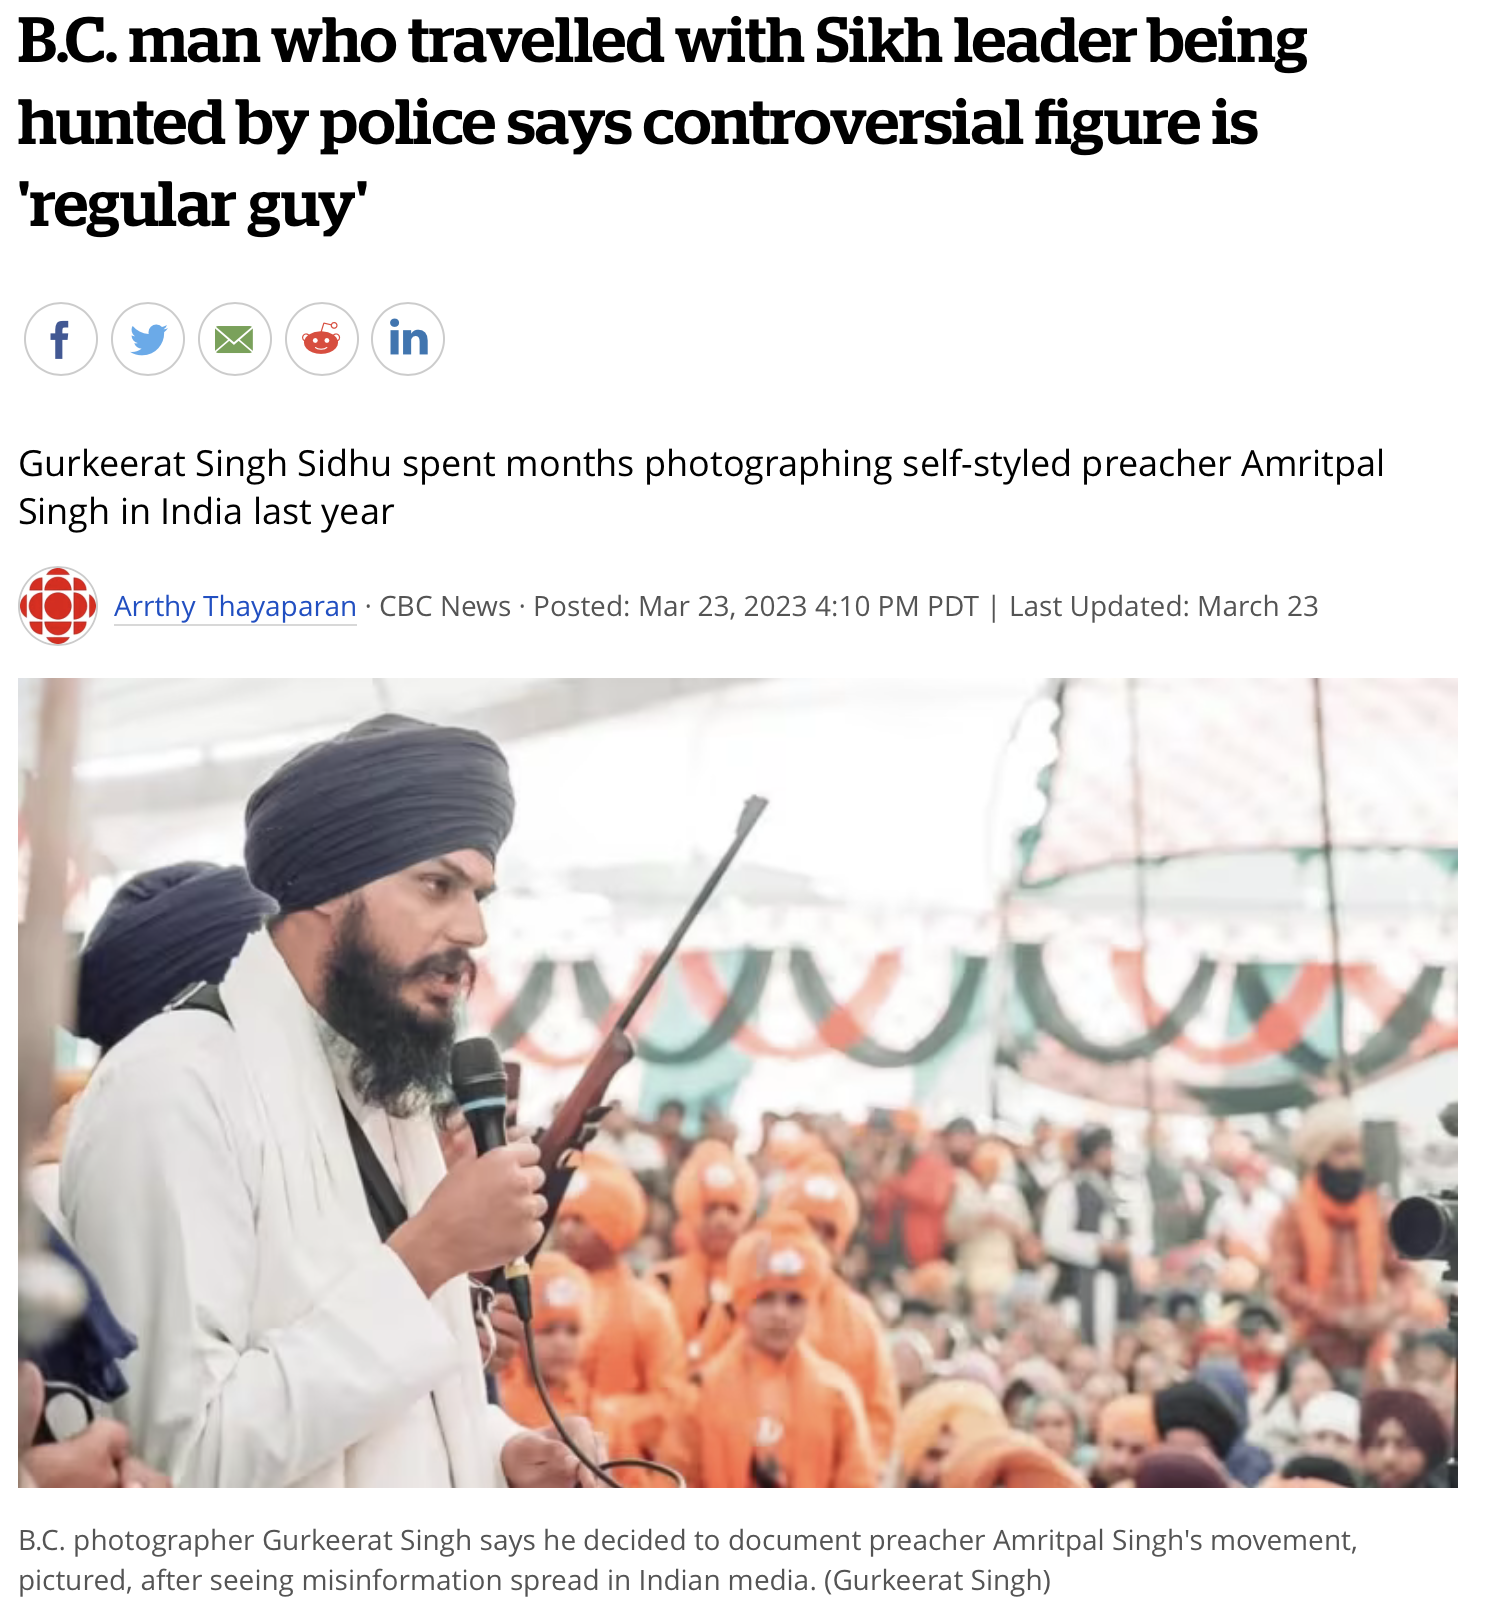 B.C. man who travelled with Sikh leader being
hunted by police says controversial figure is
'regular guy'
f
in
Gurkeerat Singh Sidhu spent months photographing self-styled preacher Amritpal
Singh in India last year
Arrthy Thayaparan · CBC News · Posted: Mar 23, 2023 4:10 PM PDT | Last Updated: March 23
B.C. photographer Gurkeerat Singh says he decided to document preacher Amritpal Singh's movement,
pictured, after seeing misinformation spread in Indian media. (Gurkeerat Singh)